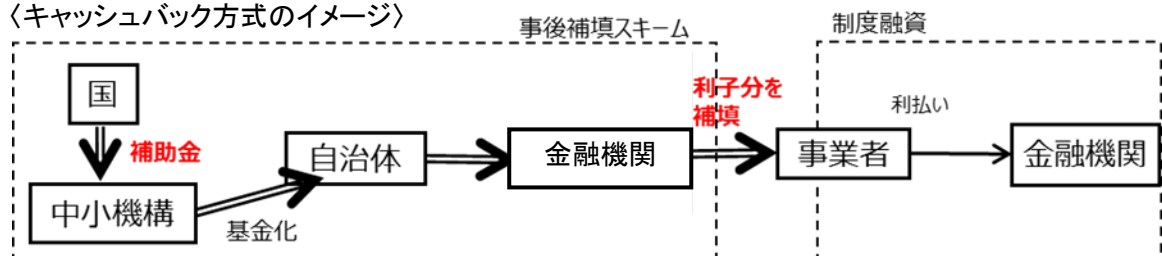 〈キャッシュバック方式のイメージ〉
事後補填スキーム
制度融資
国
補助金
中小機構
基金化
自治体
金融機関
利子分を
補填
事業者
利払い
金融機関